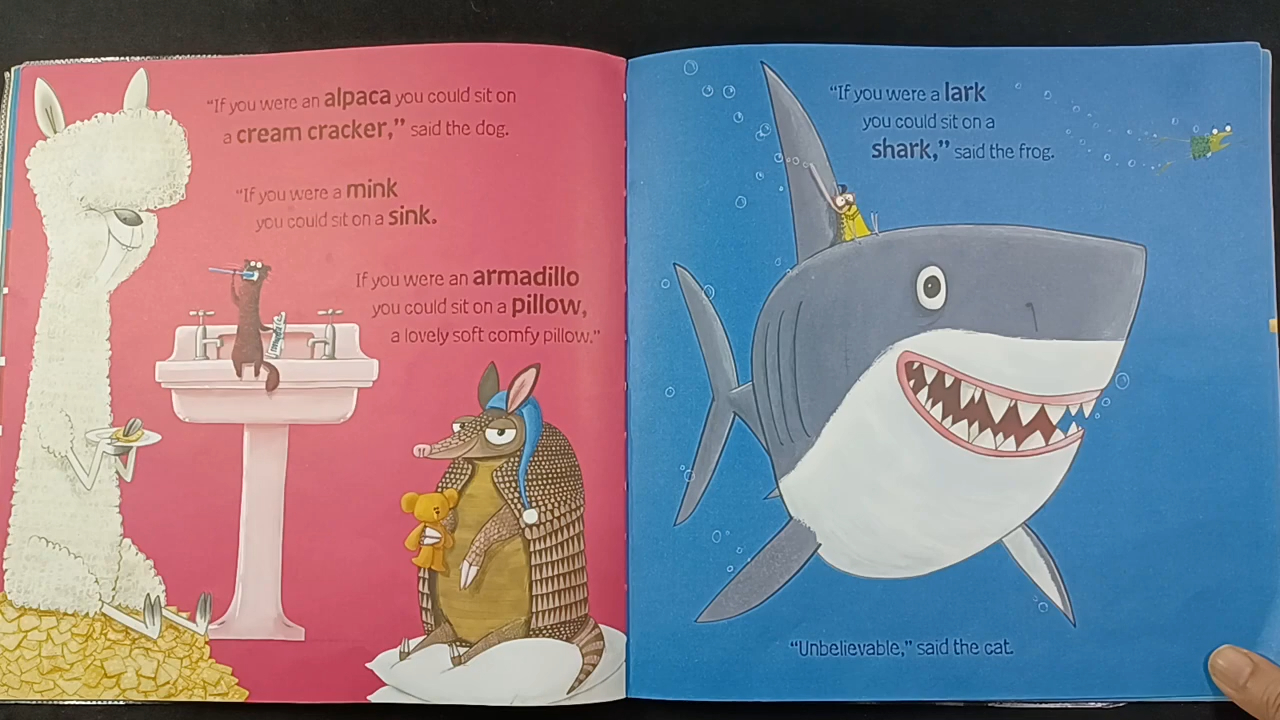 "If you were an alpaca you could sit on
a cream cracker," said the dog.
"If you were a mink
you could sit on a sink.
If you were an armadillo
you could sit on a pillow,
a lovely soft comfy pillow."
"If you were a lark
you could sit on a
shark," said the frog.
"Unbelievable," said the cat.